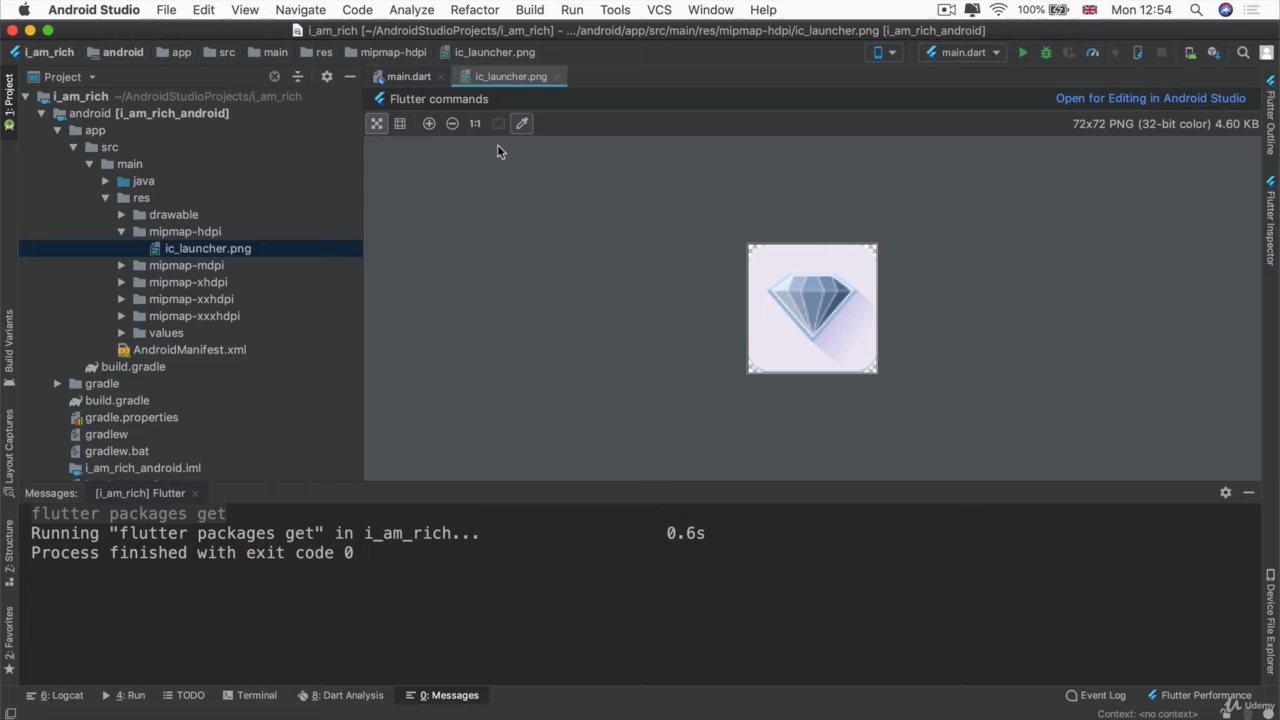 Android Studio File Edit View Navigate Code Analyze Refactor Build Run Tools VCS Window Help 100% Mon 12:54
i_am_rich [~/AndroidStudioProjects/i_am_rich] - .../android/app/src/main/res/mipmap-hdpi/ic_launcher.png [i_am_rich_android]
i_am_rich android app src main res mipmap-hdpi ic_launcher.png main.dart
1: Project
Project
main.dart ic_launcher.png
Flutter commands Open for Editing in Android Studio
1:1 72x72 PNG (32-bit color) 4.60 KB
i_am_rich ~/AndroidStudioProjects/i_am_rich
android [i_am_rich_android]
app
src
main
java
res
drawable
mipmap-hdpi
ic_launcher.png
mipmap-mdpi
mipmap-xhdpi
mipmap-xxhdpi
mipmap-xxxhdpi
values
AndroidManifest.xml
build.gradle
gradle
build.gradle
gradle.properties
gradlew
gradlew.bat
i_am_rich_android.iml
Build Variants
Layout Captures
Z: Structure
2: Favorites
Flutter Outline
Flutter Inspector
Device File Explorer
Messages: [i_am_rich] Flutter
flutter packages get
Running "flutter packages get" in i_am_rich... 0.6s
Process finished with exit code 0
6: Logcat 4: Run TODO Terminal 8: Dart Analysis 0: Messages Event Log Flutter Performance
Context: <no context>
Udemy